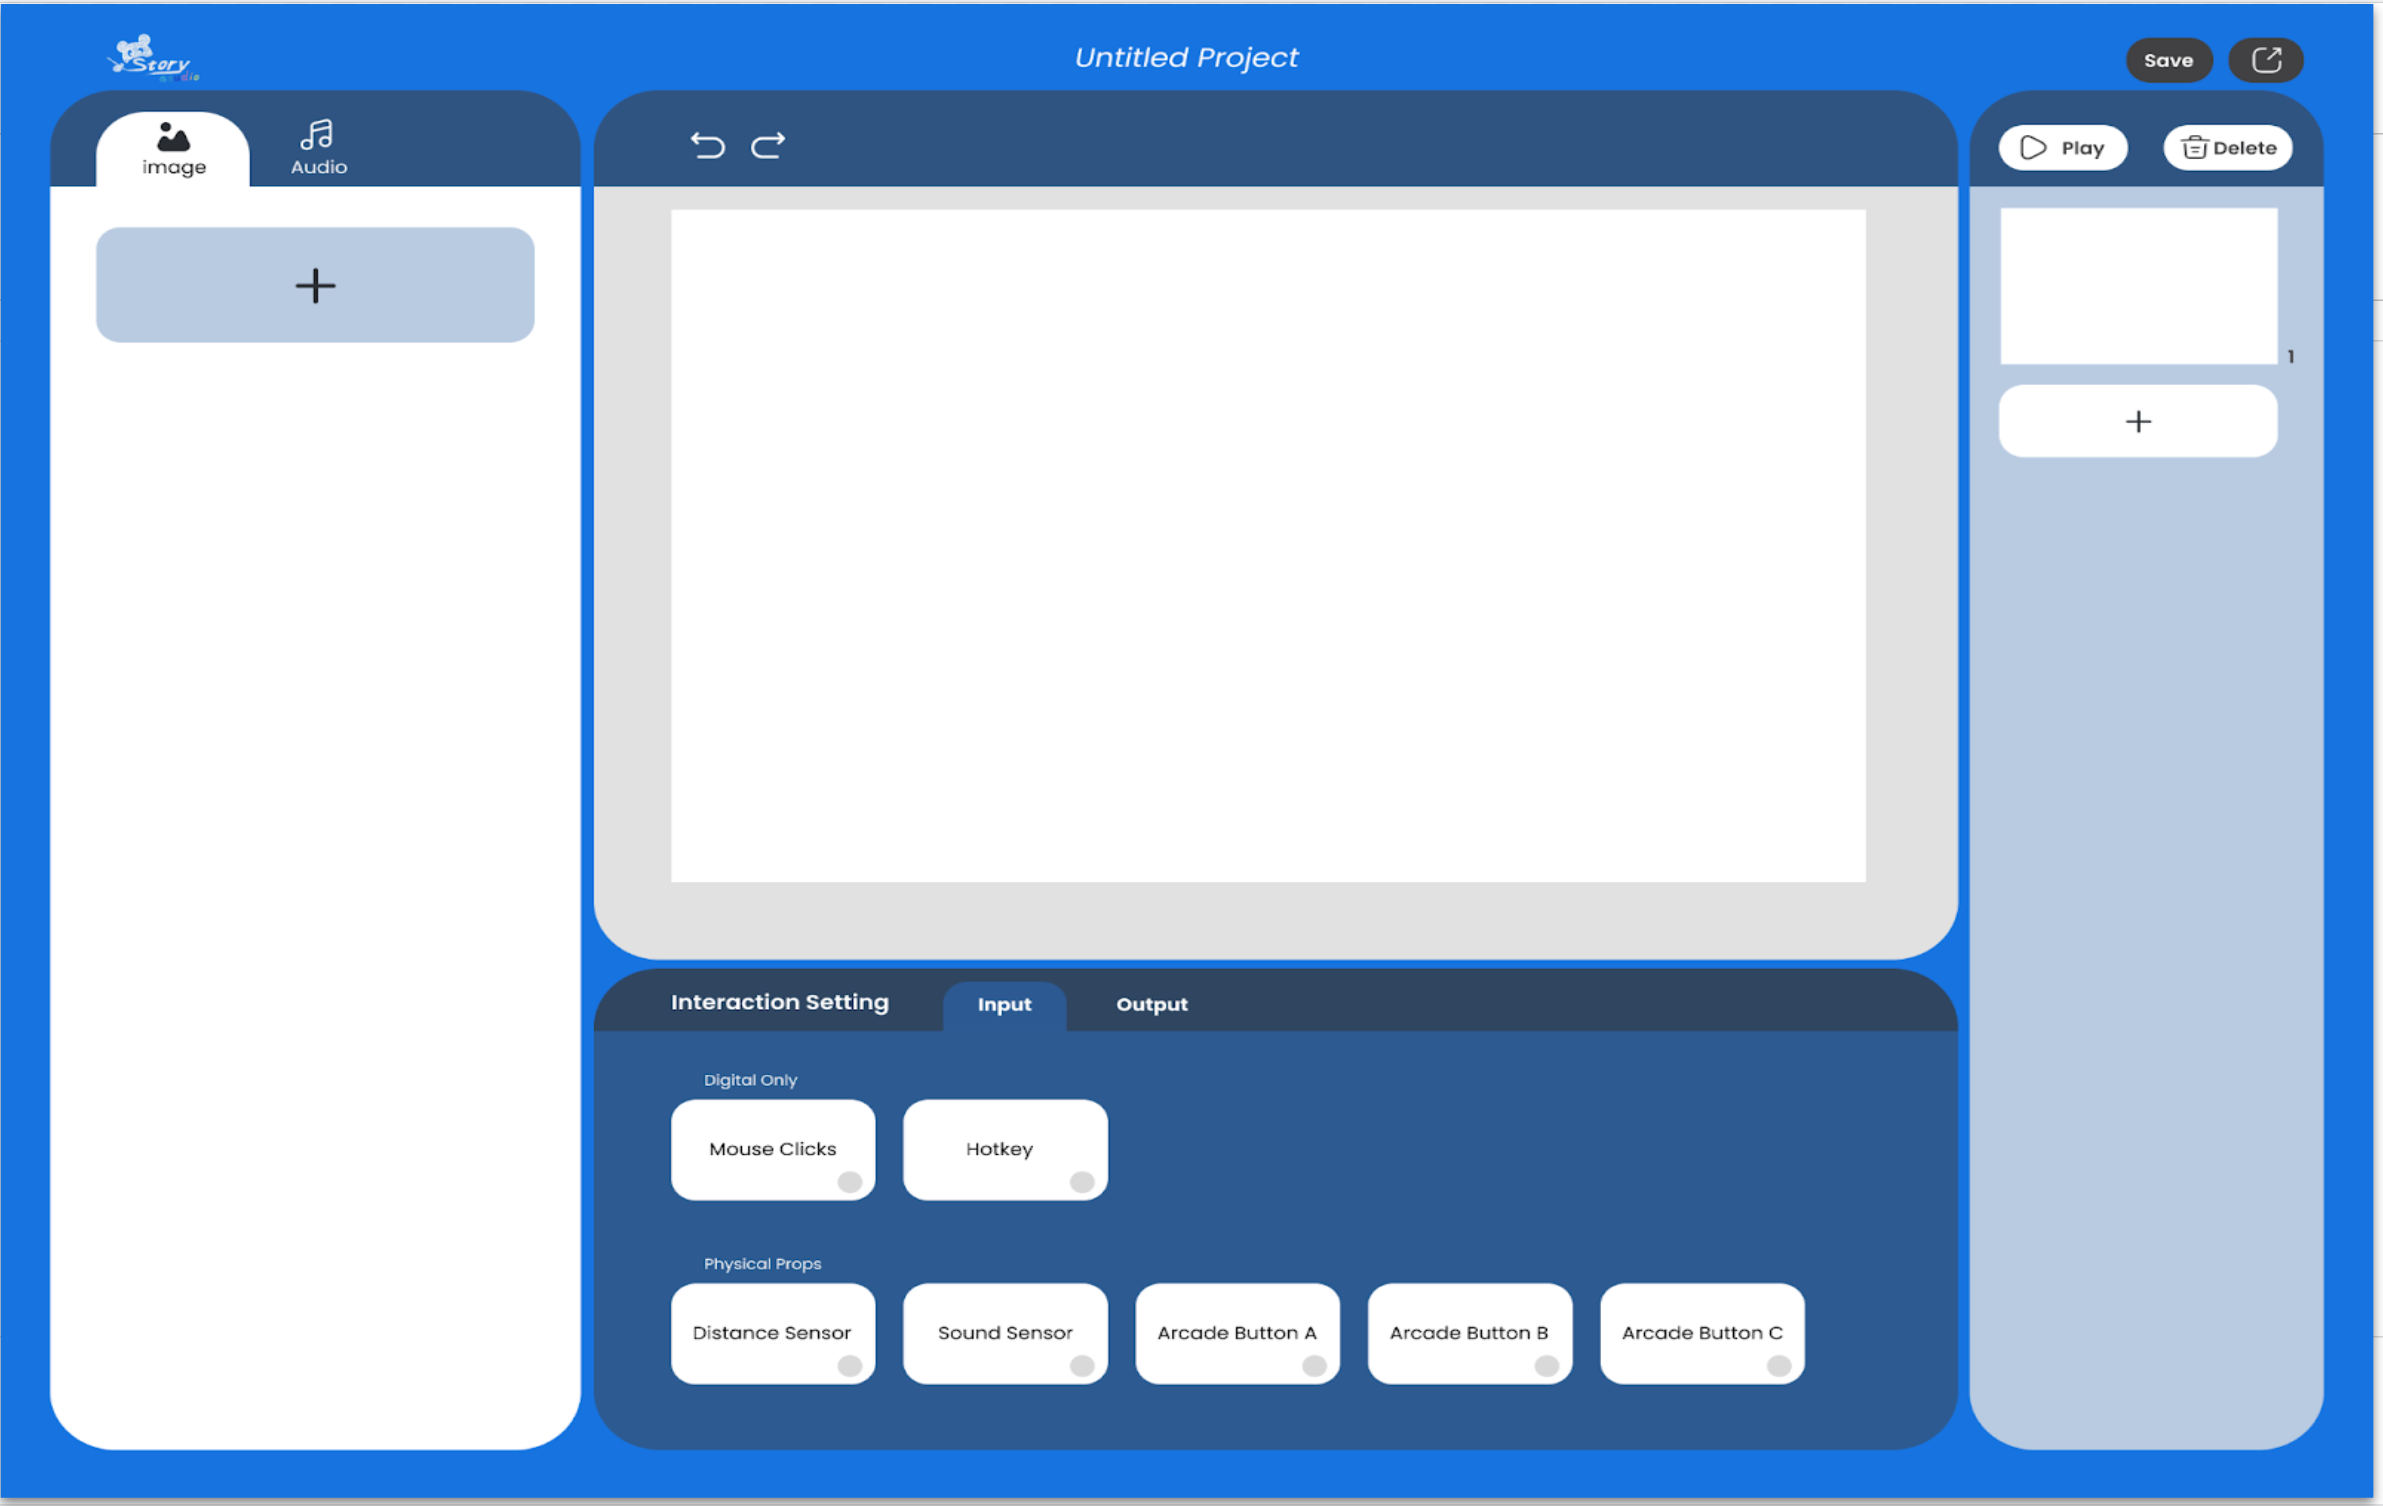 Story
studio
Untitled Project
Save
image
Audio
Play
Delete
1
Interaction Setting
Input
Output
Digital Only
Mouse Clicks
Hotkey
Physical Props
Distance Sensor
Sound Sensor
Arcade Button A
Arcade Button B
Arcade Button C